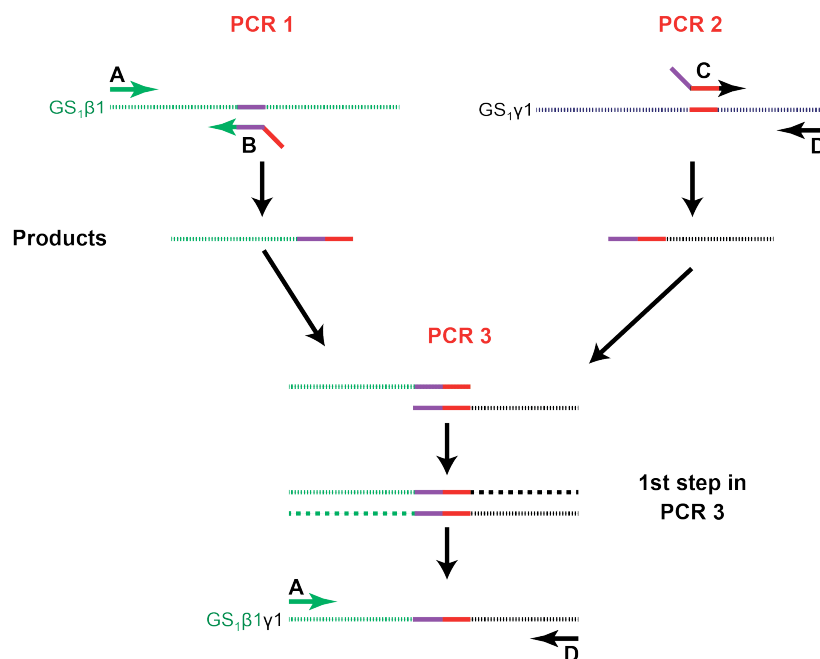 PCR 1
PCR 2
A
C
GS₁β1
GS₁γ1
B
D
Products
PCR 3
1st step in
PCR 3
A
GS₁β1γ1
D